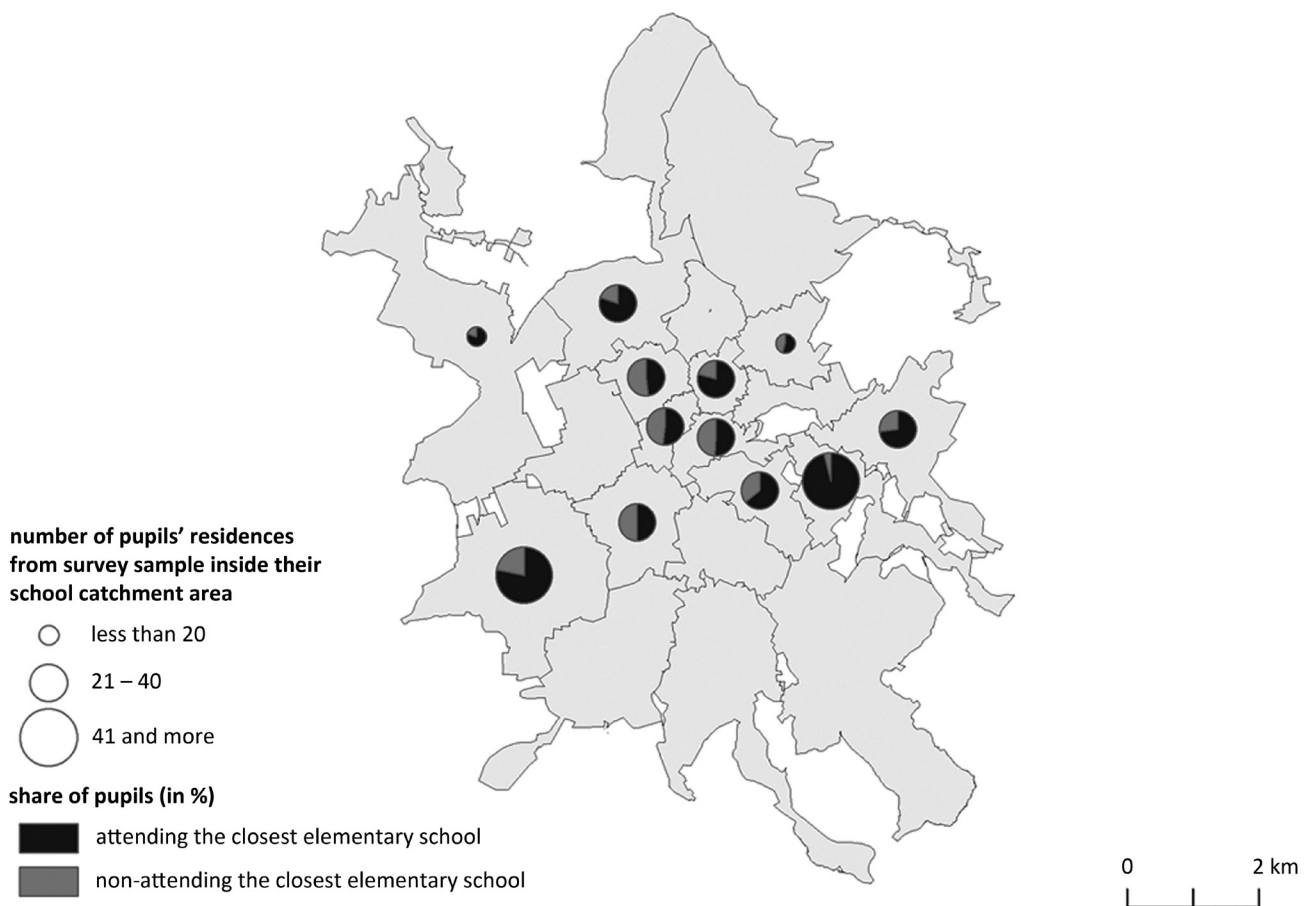 number of pupils’ residences
from survey sample inside their
school catchment area
less than 20
21 – 40
41 and more
share of pupils (in %)
attending the closest elementary school
non-attending the closest elementary school
0 2 km